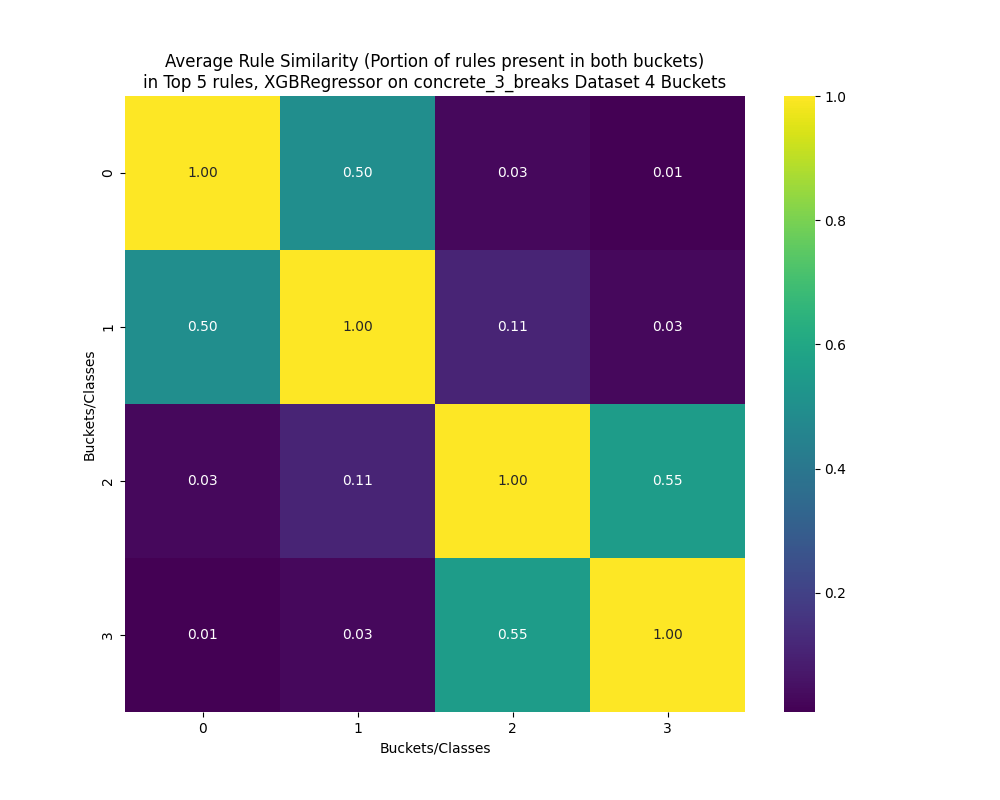 Average Rule Similarity (Portion of rules present in both buckets)
in Top 5 rules, XGBRegressor on concrete_3_breaks Dataset 4 Buckets
0 1.00 0.50 0.03 0.01
1 0.50 1.00 0.11 0.03
2 0.03 0.11 1.00 0.55
3 0.01 0.03 0.55 1.00
0 1 2 3
Buckets/Classes
Buckets/Classes
1.0
0.8
0.6
0.4
0.2